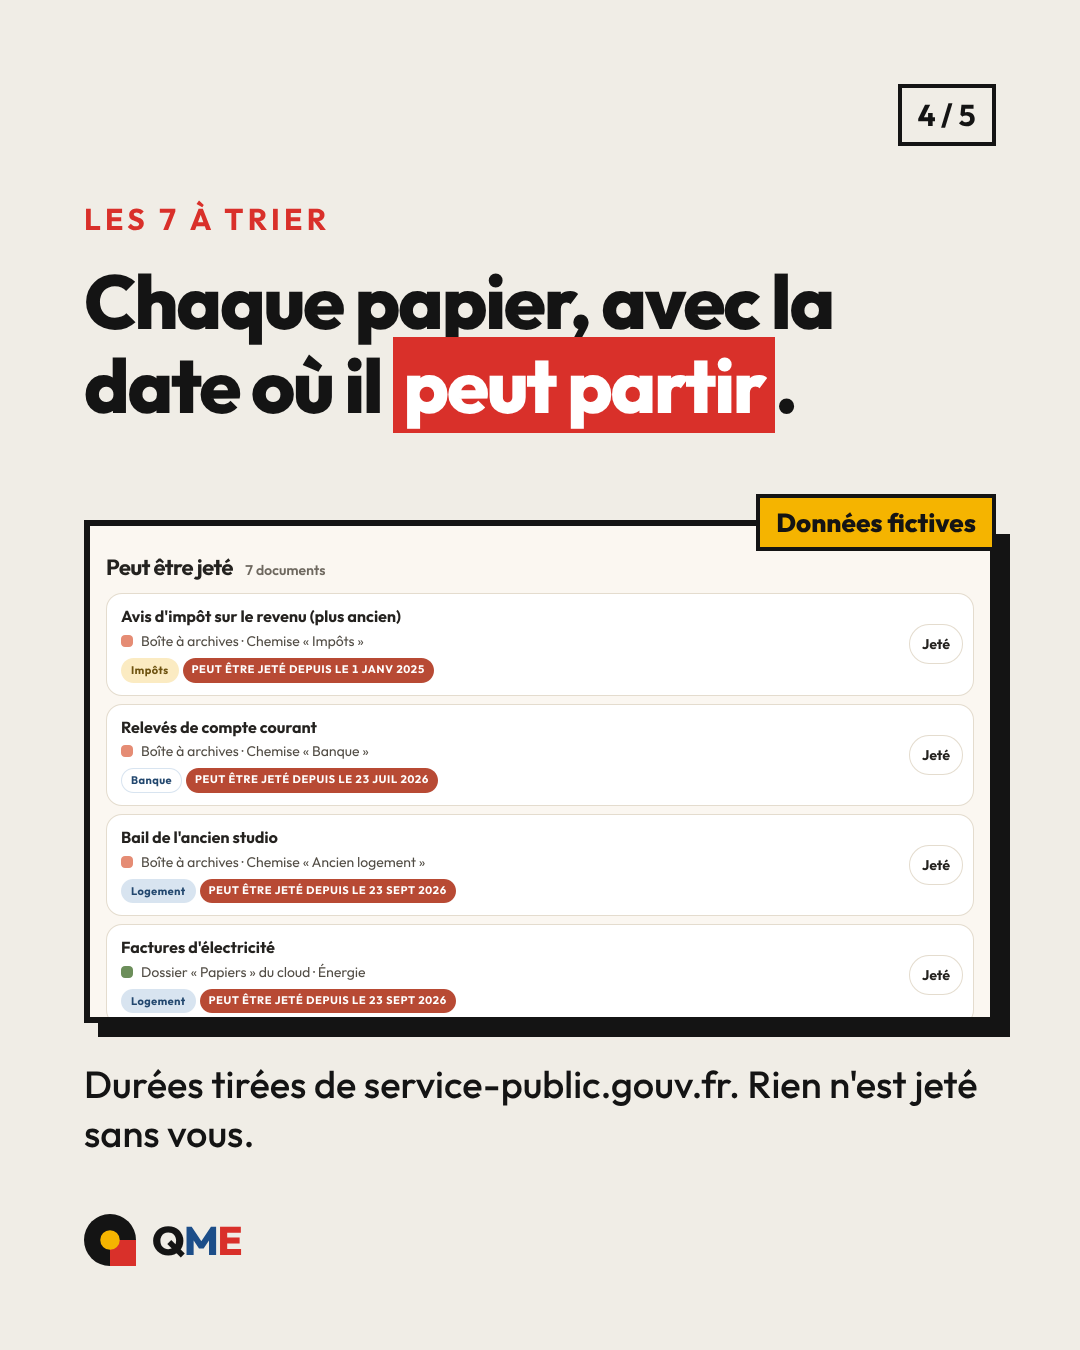 4 / 5
LES 7 À TRIER
Chaque papier, avec la
date où il peut partir.
Données fictives
Peut être jeté 7 documents
Avis d'impôt sur le revenu (plus ancien)
Boîte à archives · Chemise « Impôts »
Jeté
Impôts PEUT ÊTRE JETÉ DEPUIS LE 1 JANV 2025
Relevés de compte courant
Boîte à archives · Chemise « Banque »
Jeté
Banque PEUT ÊTRE JETÉ DEPUIS LE 23 JUIL 2026
Bail de l'ancien studio
Boîte à archives · Chemise « Ancien logement »
Jeté
Logement PEUT ÊTRE JETÉ DEPUIS LE 23 SEPT 2026
Factures d'électricité
Dossier « Papiers » du cloud · Énergie
Jeté
Logement PEUT ÊTRE JETÉ DEPUIS LE 23 SEPT 2026
Durées tirées de service-public.gouv.fr. Rien n'est jeté
sans vous.
QME